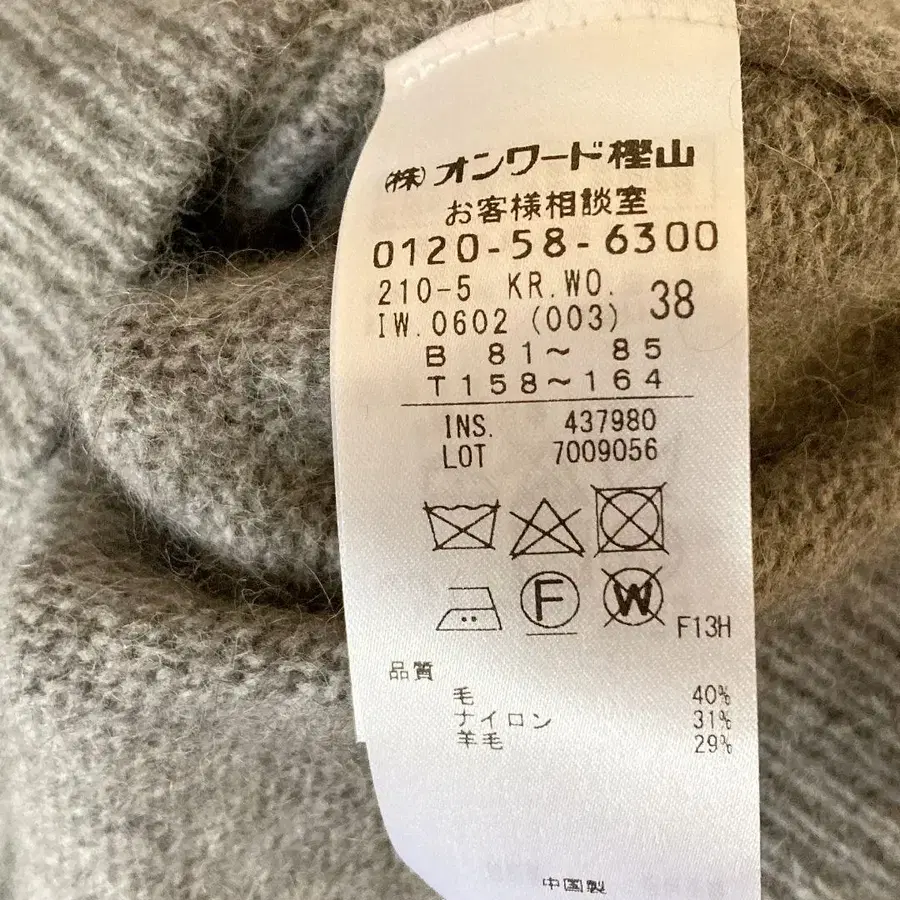 (株)オンワード樫山
お客様相談室
0120-58-6300
210-5 KR.WO. 38
IW.0602 (003)
B 81～ 85
T158～164
INS. 437980
LOT 7009056
F W F13H
品質
毛 40%
ナイロン 31%
羊毛 29%
中国製